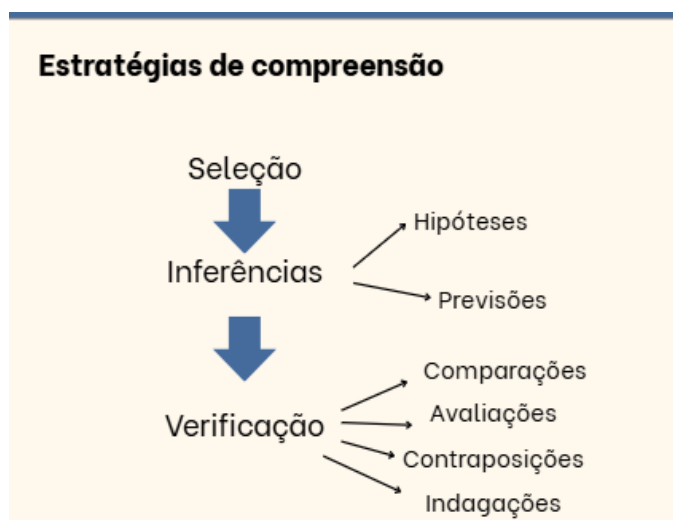 Estratégias de compreensão
Seleção
Inferências
Hipóteses
Previsões
Verificação
Comparações
Avaliações
Contraposições
Indagações